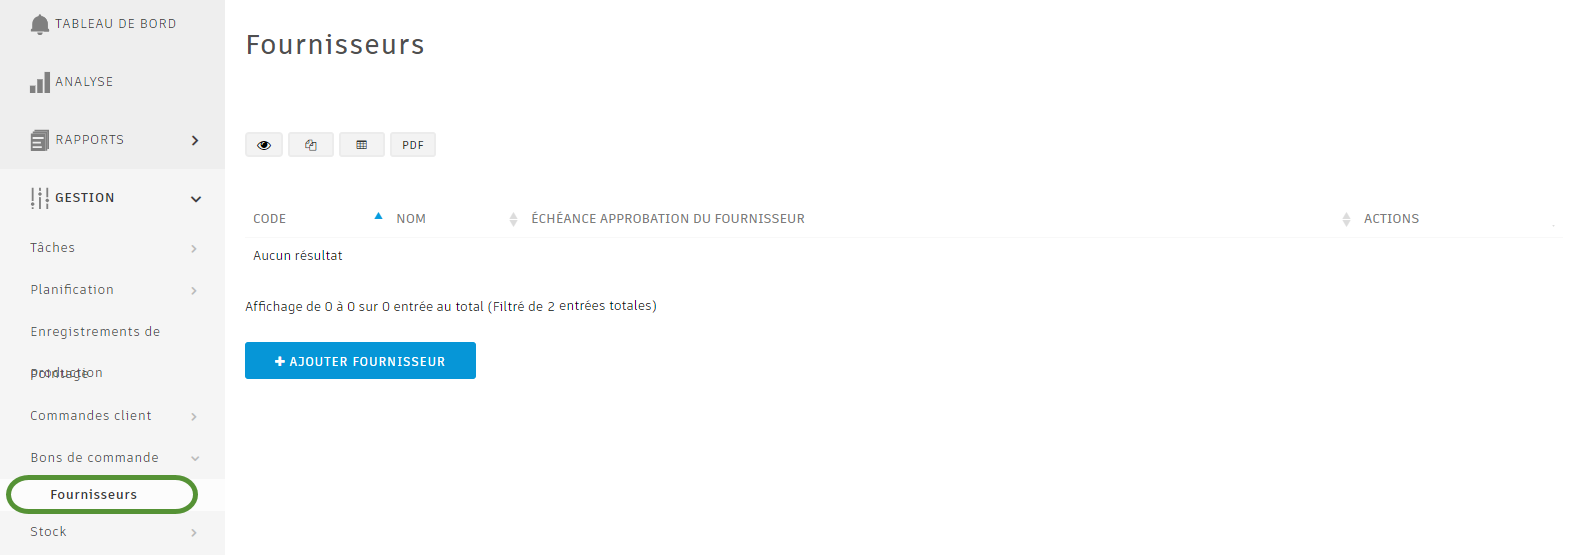 TABLEAU DE BORD
ANALYSE
RAPPORTS
GESTION
Tâches
Planification
Enregistrements de
production
Pointage
Commandes client
Bons de commande
Fournisseurs
Stock
Fournisseurs
PDF
CODE NOM ÉCHÉANCE APPROBATION DU FOURNISSEUR ACTIONS
Aucun résultat
Affichage de 0 à 0 sur 0 entrée au total (Filtré de 2 entrées totales)
AJOUTER FOURNISSEUR